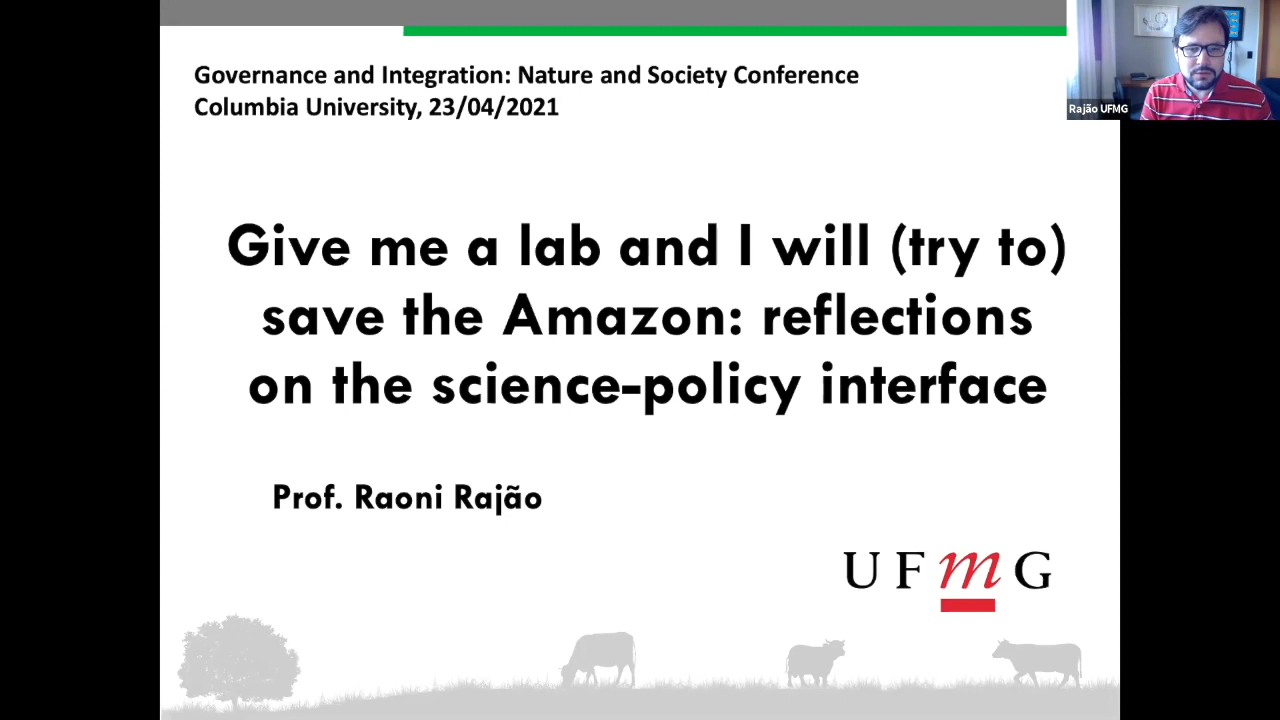 Governance and Integration: Nature and Society Conference
Columbia University, 23/04/2021
Rajão UFMG
Give me a lab and I will (try to)
save the Amazon: reflections
on the science-policy interface
Prof. Raoni Rajão
UFmG